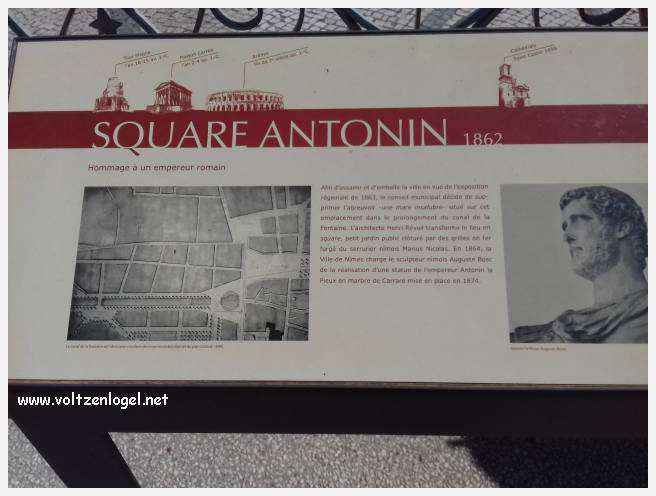 Tour Magne
Maison Carrée
Arènes
Cathédrale
SQUARE ANTONIN 1862
Hommage à un empereur romain
Afin d'assainir et d'embellir la ville en vue de l'exposition
régionale de 1863, le conseil municipal décide de sup-
primer l'abreuvoir -une mare insalubre- situé sur cet
emplacement dans le prolongement du canal de la
Fontaine. L'architecte Henri Révoil transforme le lieu en
square, petit jardin public clôturé par des grilles en fer
forgé du serrurier nîmois Marius Nicolas. En 1864, la
Ville de Nîmes charge le sculpteur nîmois Auguste Bosc
de la réalisation d'une statue de l'empereur Antonin le
Pieux en marbre de Carrare mise en place en 1874.
www.voltzenlogel.net